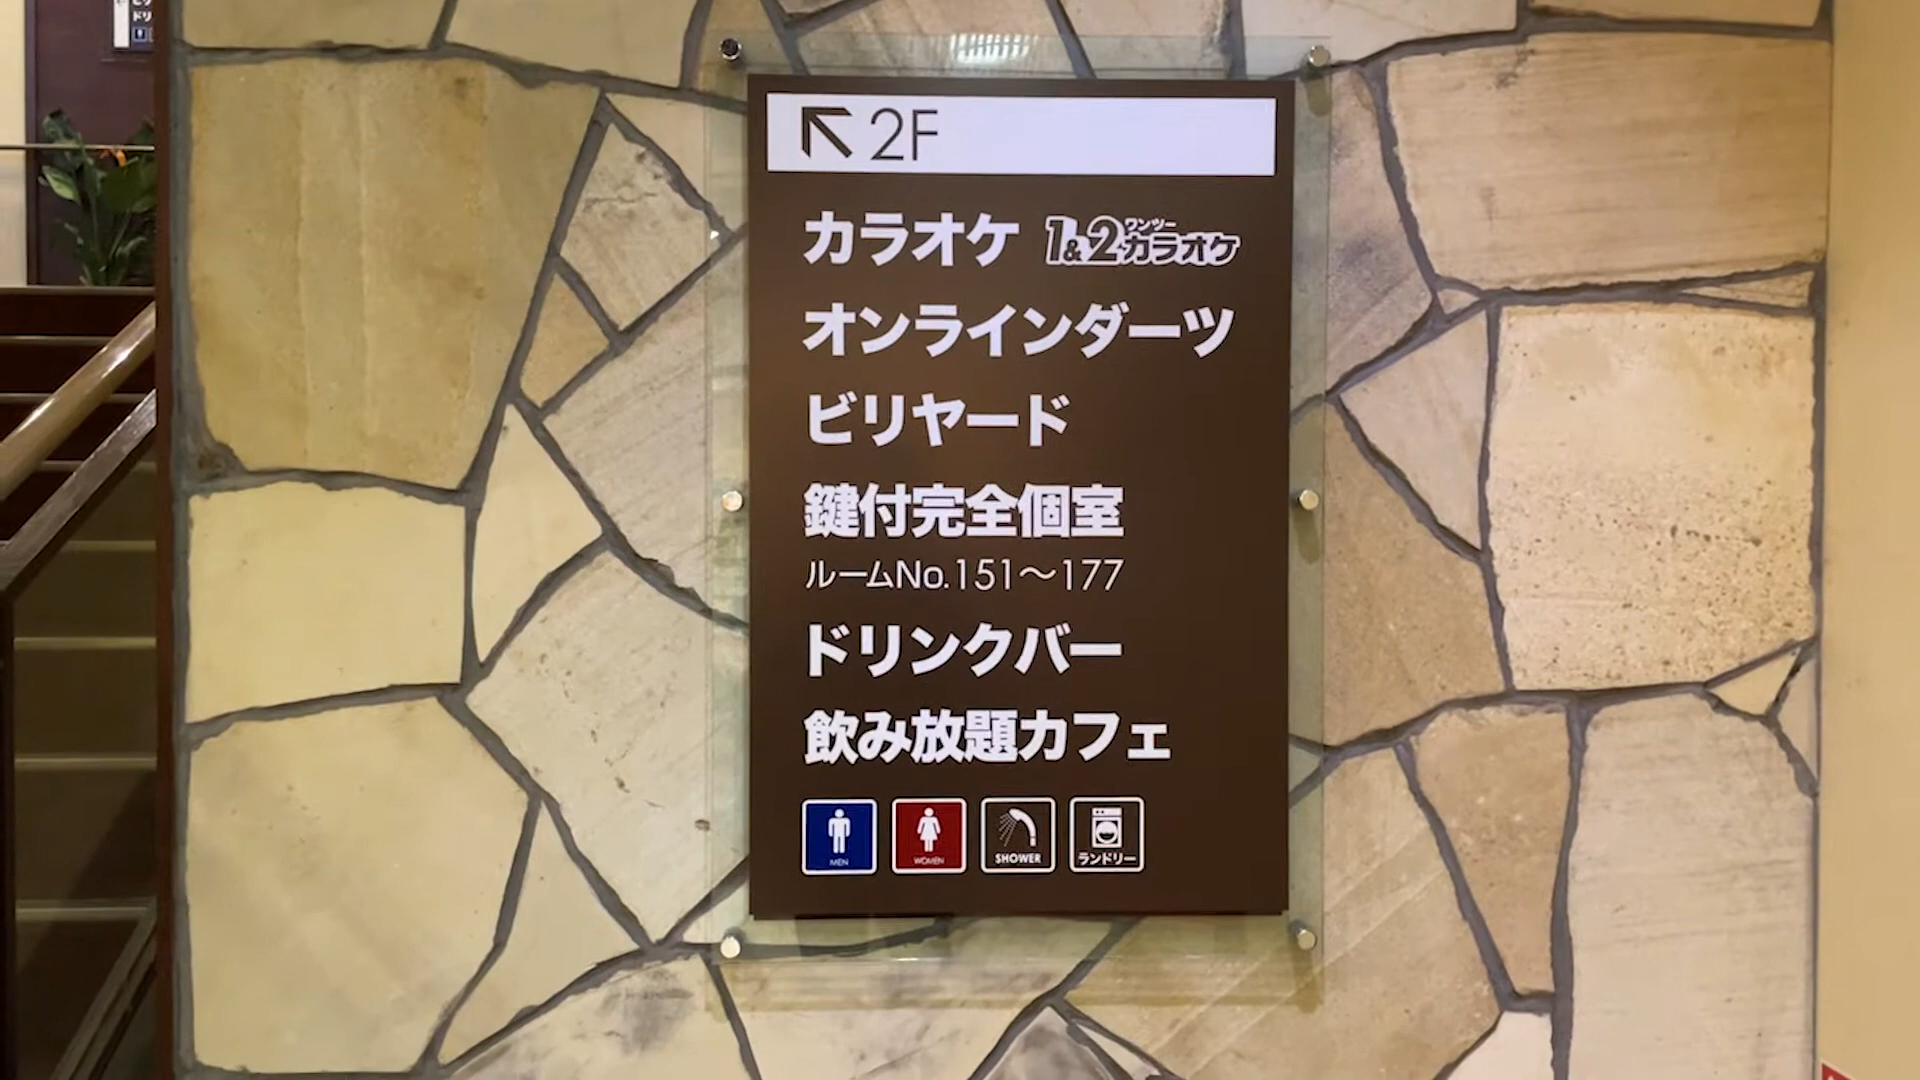 2F
カラオケ 1&2カラオケ
ワンツー
オンラインダーツ
ビリヤード
鍵付完全個室
ルームNo.151〜177
ドリンクバー
飲み放題カフェ
MEN
WOMEN
SHOWER
ランドリー